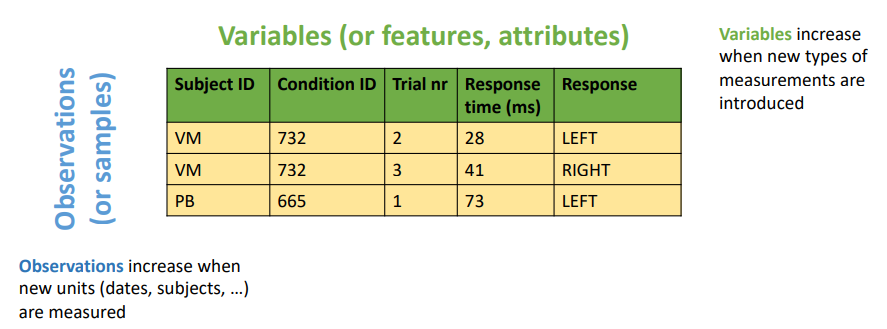 Variables (or features, attributes)
Variables increase
when new types of
measurements are
introduced
Observations
(or samples)
Subject ID Condition ID Trial nr Response time (ms) Response
VM 732 2 28 LEFT
VM 732 3 41 RIGHT
PB 665 1 73 LEFT
Observations increase when
new units (dates, subjects, ...)
are measured